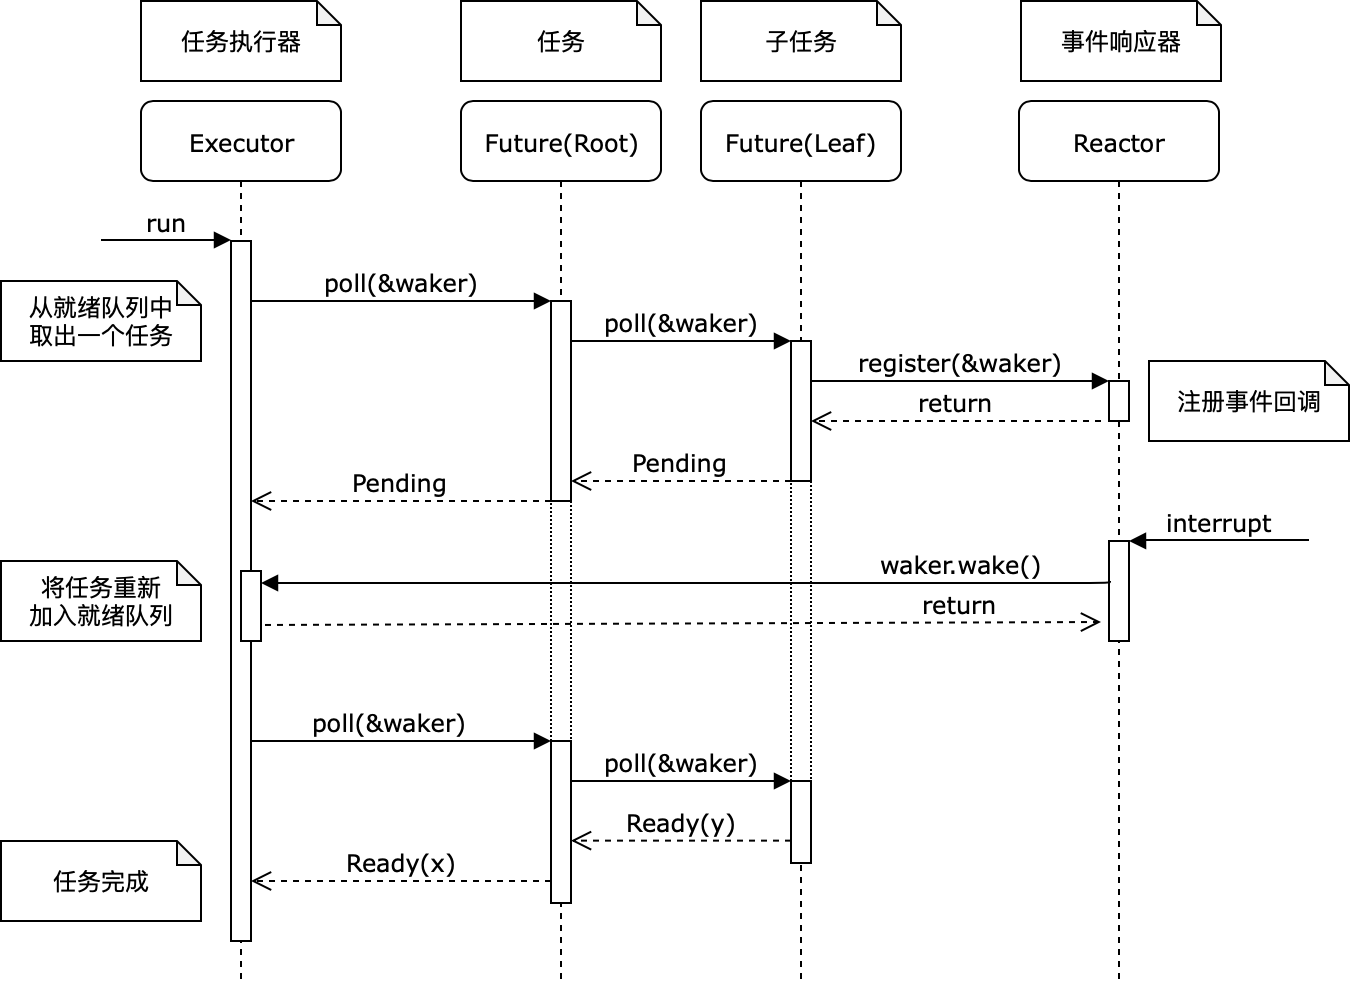 任务执行器
任务
子任务
事件响应器
Executor
Future(Root)
Future(Leaf)
Reactor
run
poll(&waker)
从就绪队列中
取出一个任务
poll(&waker)
register(&waker)
return
注册事件回调
Pending
Pending
interrupt
waker.wake()
将任务重新
加入就绪队列
return
poll(&waker)
poll(&waker)
Ready(y)
Ready(x)
任务完成